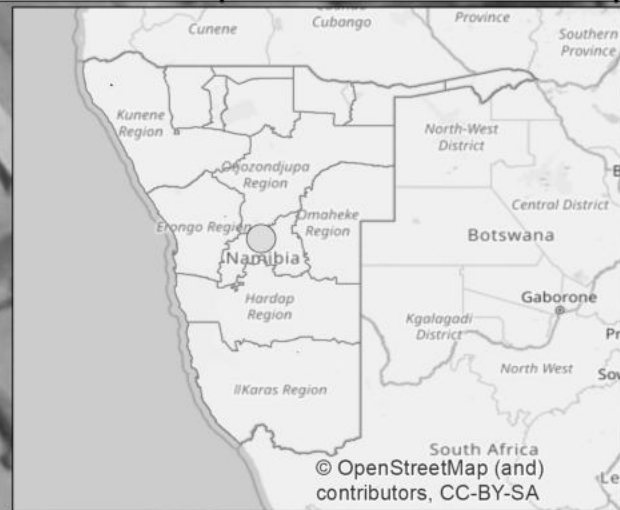 Cunene
Cubango
Province
Southern
Province
Kunene
Region
North-West
District
Otjozondjupa
Region
Central District
Erongo Region
Omaheke
Region
Botswana
Namibia
Hardap
Region
Gaborone
Kgalagadi
District
North West
IIKaras Region
South Africa
© OpenStreetMap (and)
contributors, CC-BY-SA